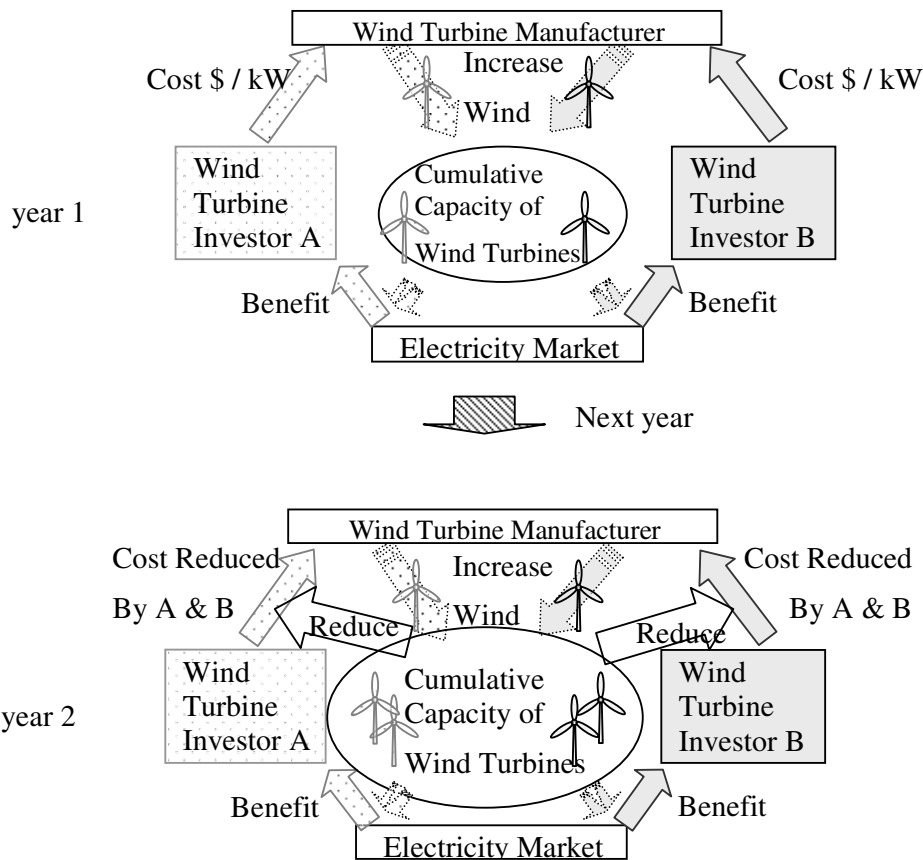 Wind Turbine Manufacturer
Cost $ / kW
Increase
Wind
Cost $ / kW
year 1
Wind
Turbine
Investor A
Cumulative
Capacity of
Wind Turbines
Wind
Turbine
Investor B
Benefit
Benefit
Electricity Market
Next year
Wind Turbine Manufacturer
Cost Reduced
By A & B
Increase
Wind
Cost Reduced
By A & B
Reduce
Reduce
year 2
Wind
Turbine
Investor A
Cumulative
Capacity of
Wind Turbines
Wind
Turbine
Investor B
Benefit
Benefit
Electricity Market